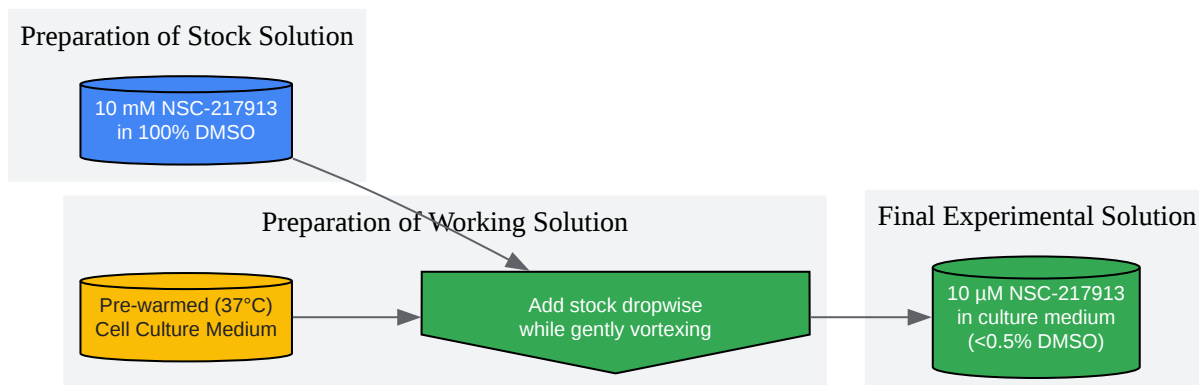 Preparation of Stock Solution
10 mM NSC-217913
in 100% DMSO
Preparation of Working Solution
Pre-warmed (37°C)
Cell Culture Medium
Add stock dropwise
while gently vortexing
Final Experimental Solution
10 µM NSC-217913
in culture medium
(<0.5% DMSO)